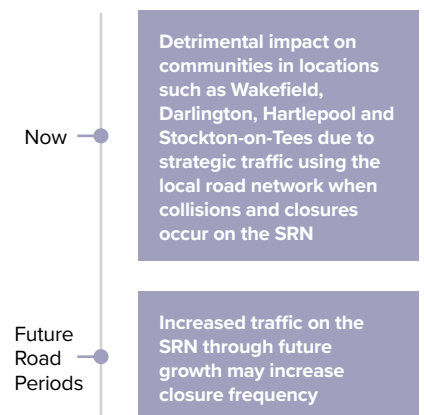 Now
Detrimental impact on
communities in locations
such as Wakefield,
Darlington, Hartlepool and
Stockton-on-Tees due to
strategic traffic using the
local road network when
collisions and closures
occur on the SRN
Future
Road
Periods
Increased traffic on the
SRN through future
growth may increase
closure frequency